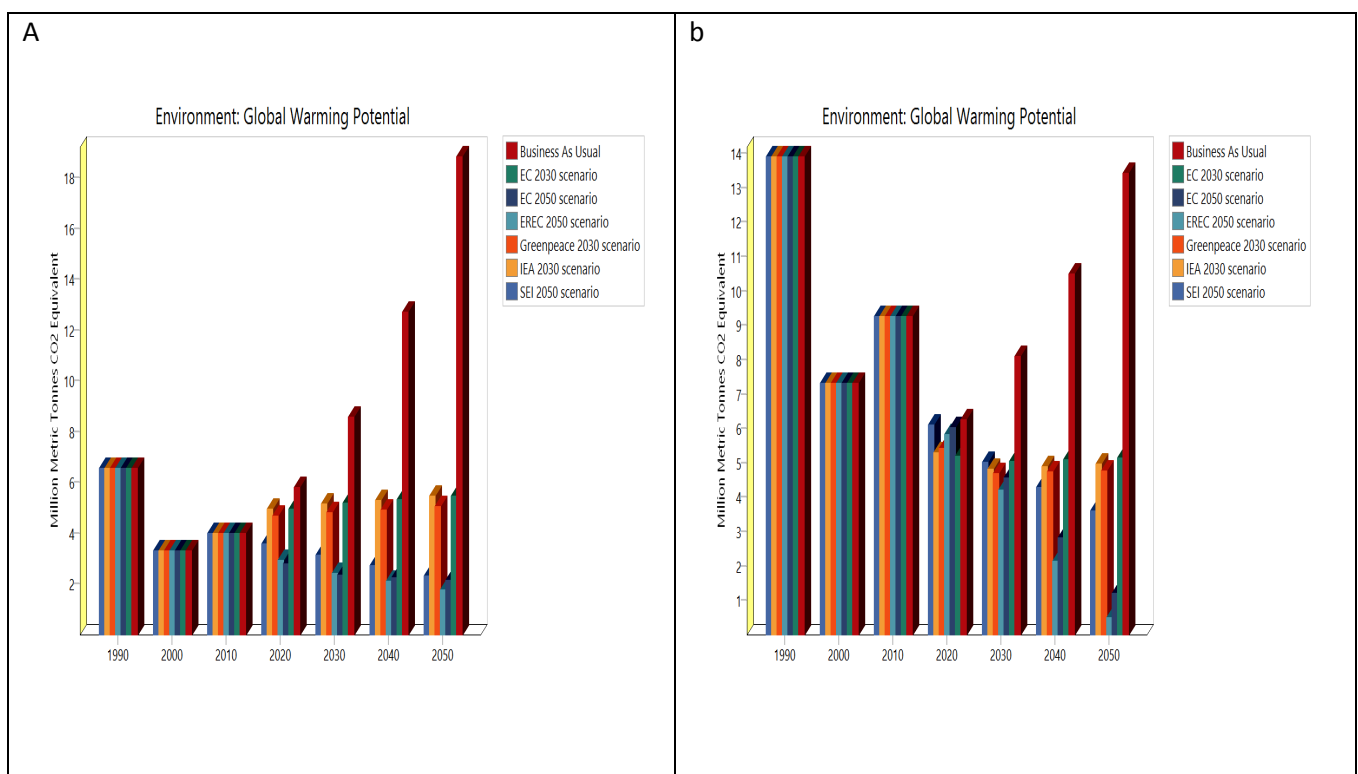 A
Environment: Global Warming Potential
Million Metric Tonnes CO2 Equivalent
18
16
14
12
10
8
6
4
2
1990 2000 2010 2020 2030 2040 2050
Business As Usual
EC 2030 scenario
EC 2050 scenario
EREC 2050 scenario
Greenpeace 2030 scenario
IEA 2030 scenario
SEI 2050 scenario
b
Environment: Global Warming Potential
Million Metric Tonnes CO2 Equivalent
14
13
12
11
10
9
8
7
6
5
4
3
2
1
1990 2000 2010 2020 2030 2040 2050
Business As Usual
EC 2030 scenario
EC 2050 scenario
EREC 2050 scenario
Greenpeace 2030 scenario
IEA 2030 scenario
SEI 2050 scenario